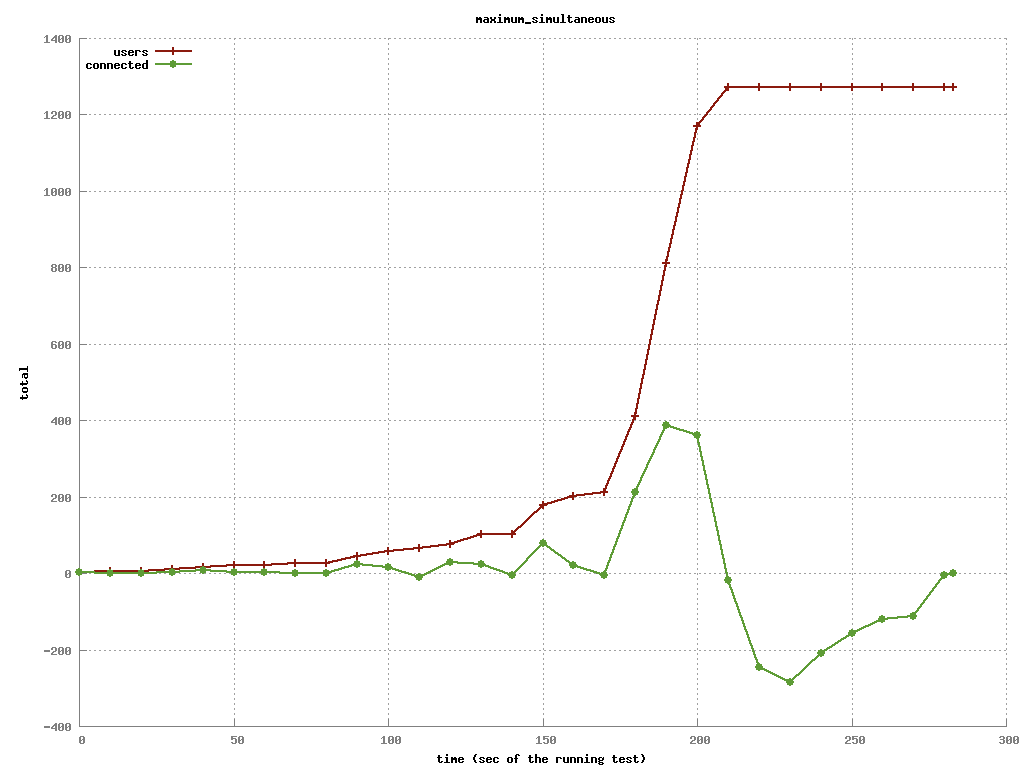 maximum_simultaneous
users
connected
1400
1200
1000
800
600
400
200
0
-200
-400
total
0 50 100 150 200 250 300
time (sec of the running test)